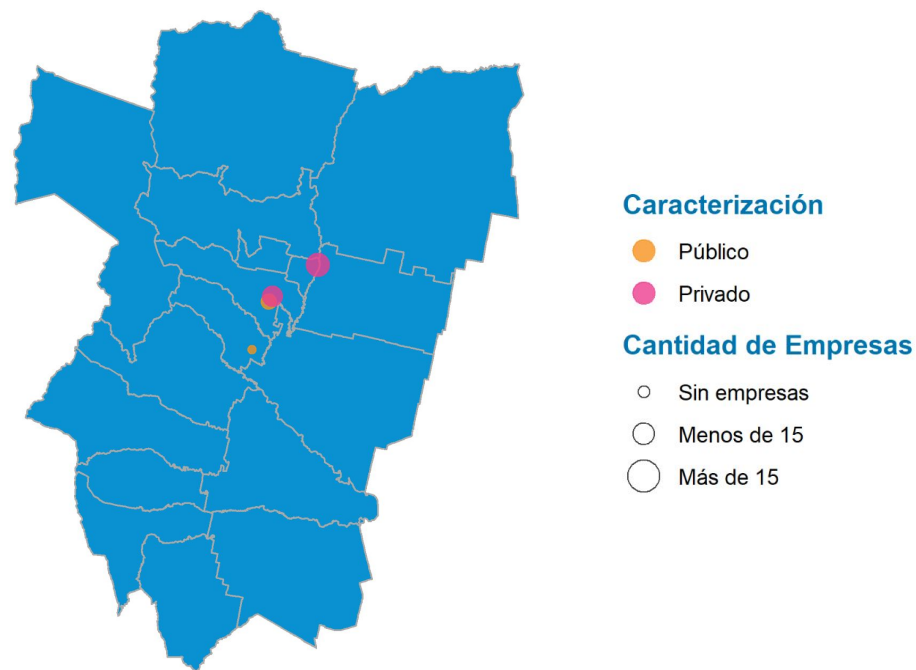 Caracterización
Público
Privado
Cantidad de Empresas
Sin empresas
Menos de 15
Más de 15